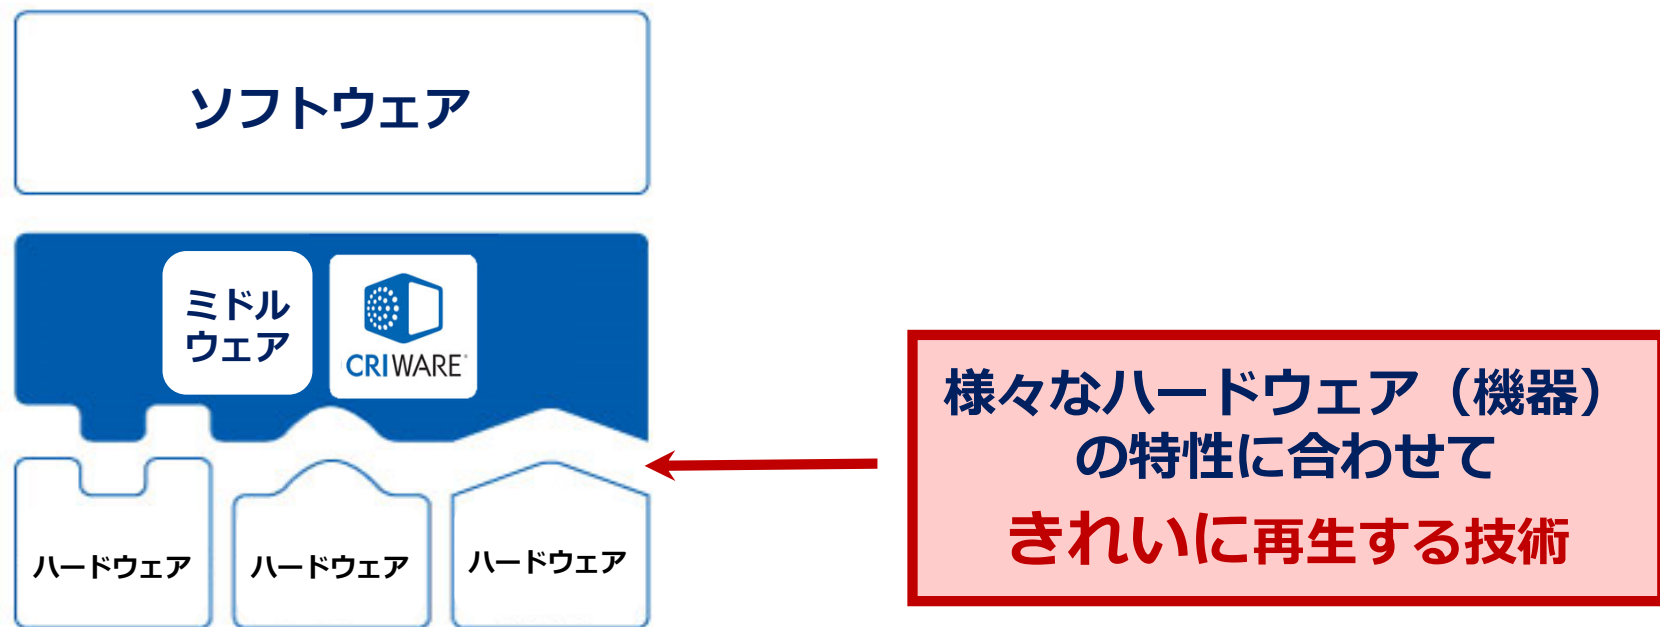 ソフトウェア
ミドル
ウェア
CRIWARE®
ハードウェア
ハードウェア
ハードウェア
様々なハードウェア（機器）
の特性に合わせて
きれいに再生する技術